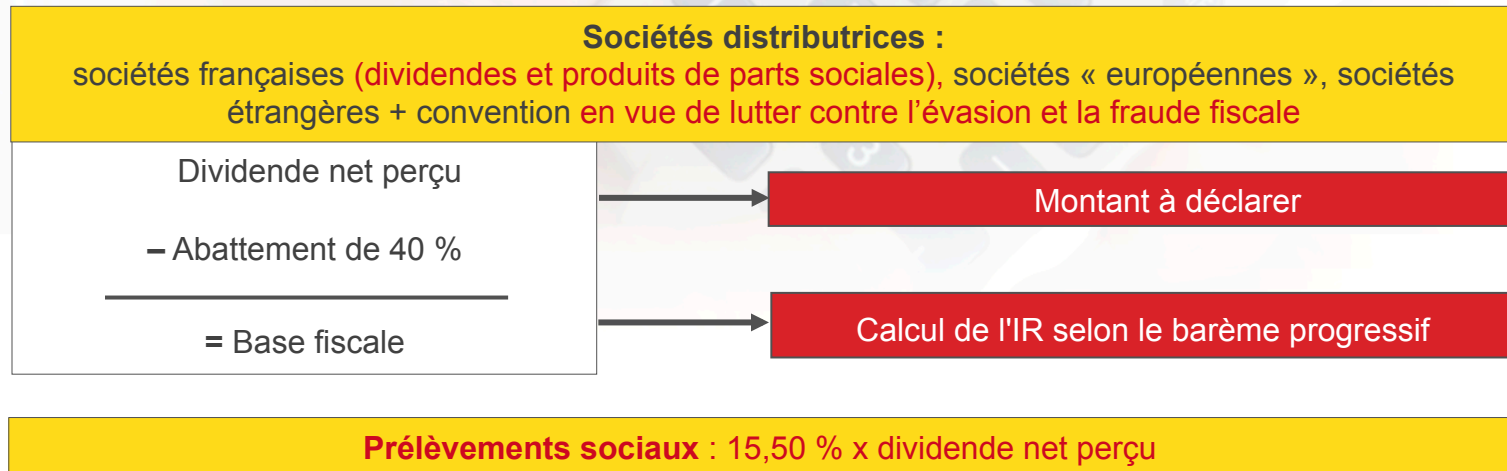 Sociétés distributrices :
sociétés françaises (dividendes et produits de parts sociales), sociétés « européennes », sociétés
étrangères + convention en vue de lutter contre l’évasion et la fraude fiscale
Dividende net perçu
Montant à déclarer
– Abattement de 40 %
= Base fiscale
Calcul de l'IR selon le barème progressif
Prélèvements sociaux : 15,50 % x dividende net perçu